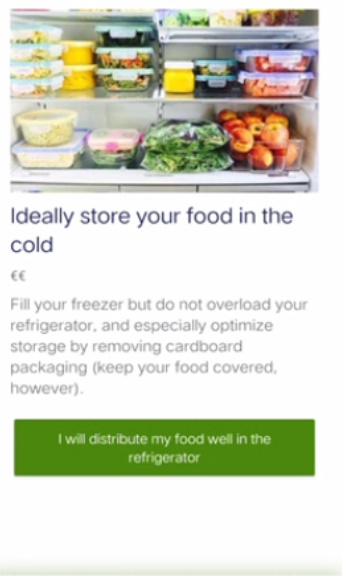 Ideally store your food in the
cold
€€
Fill your freezer but do not overload your
refrigerator, and especially optimize
storage by removing cardboard
packaging (keep your food covered,
however).
I will distribute my food well in the
refrigerator